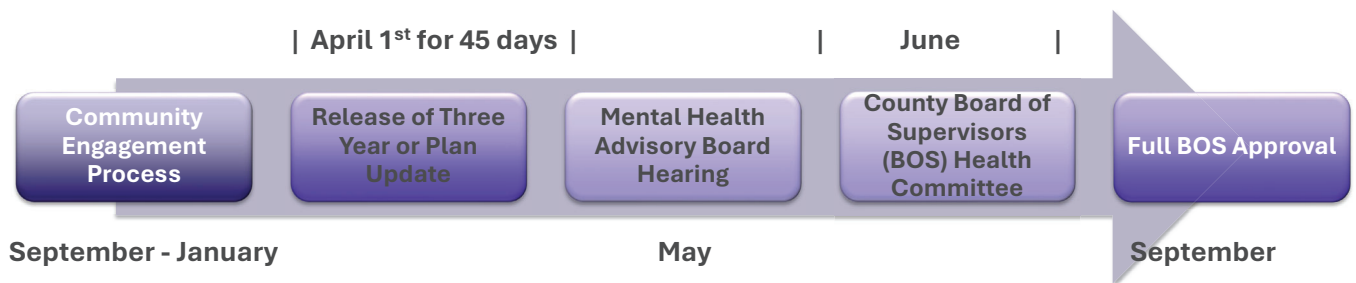 | April 1st for 45 days |
| June |
Community
Engagement
Process
Release of Three
Year or Plan
Update
Mental Health
Advisory Board
Hearing
County Board of
Supervisors
(BOS) Health
Committee
Full BOS Approval
September - January
May
September